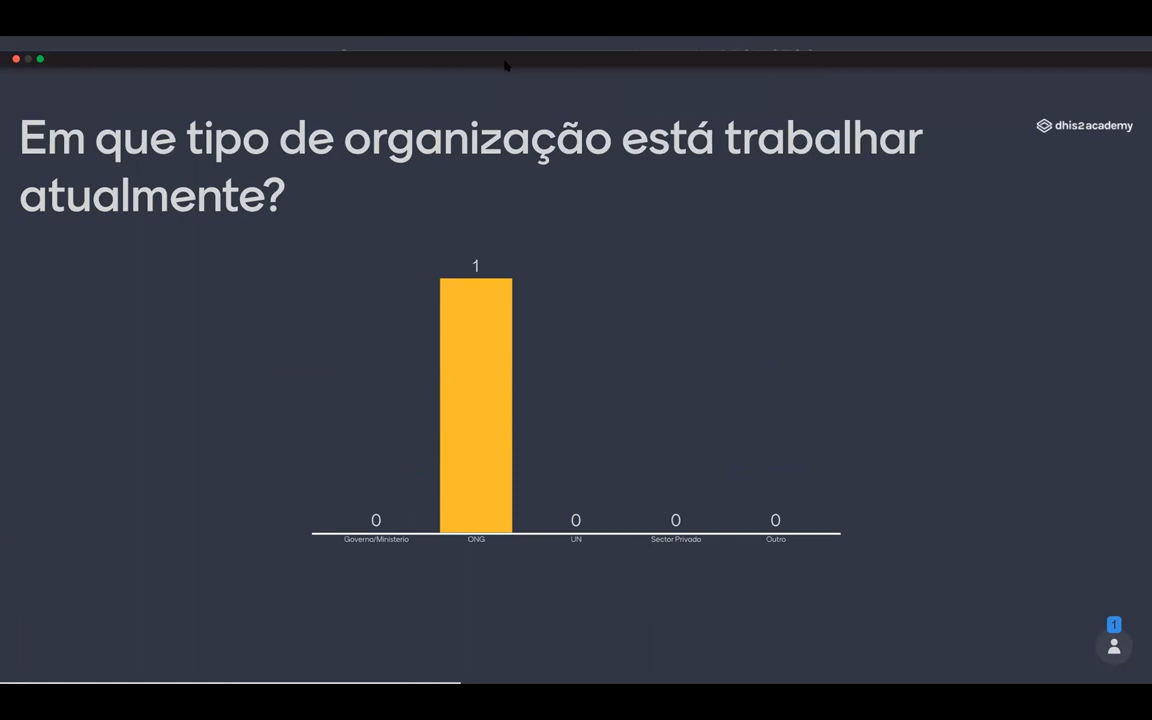 Em que tipo de organização está trabalhar
atualmente?
dhis2 academy
1
0
0
0
0
Governo/Ministerio
ONG
UN
Sector Privado
Outro
1